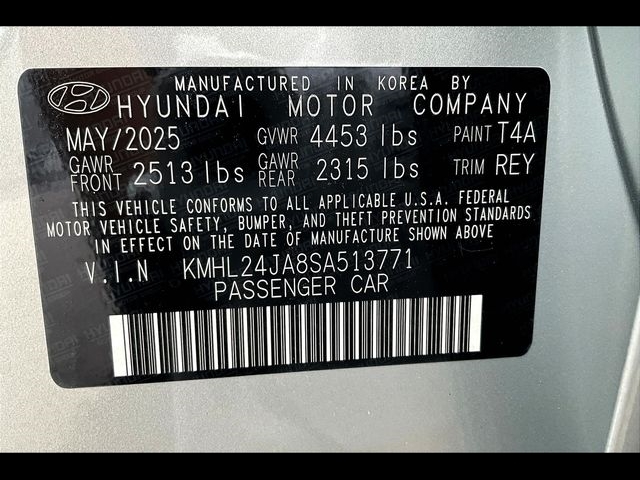 MANUFACTURED IN KOREA BY
HYUNDAI MOTOR COMPANY
MAY/2025 GVWR 4453 lbs PAINT T4A
GAWR FRONT 2513 lbs GAWR REAR 2315 lbs TRIM REY
THIS VEHICLE CONFORMS TO ALL APPLICABLE U.S.A. FEDERAL
MOTOR VEHICLE SAFETY, BUMPER, AND THEFT PREVENTION STANDARDS
IN EFFECT ON THE DATE OF MANUFACTURE SHOWN ABOVE
V.I.N KMHL24JA8SA513771
PASSENGER CAR